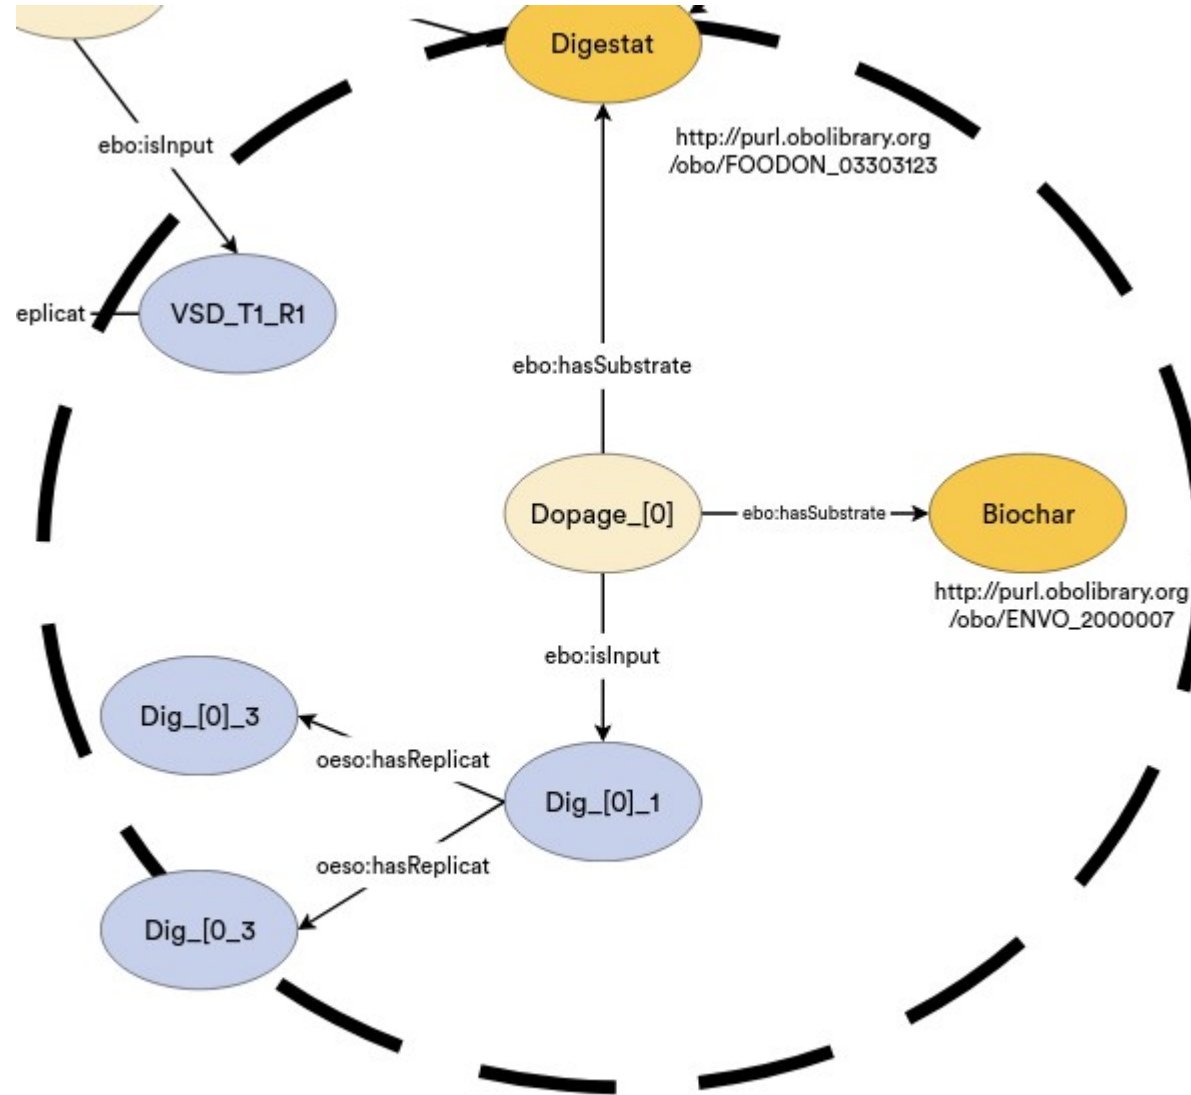 Digestat
http://purl.obolibrary.org
/obo/FOODON_03303123
ebo:isInput
eplicat
VSD_T1_R1
ebo:hasSubstrate
Dopage_[0]
ebo:hasSubstrate
Biochar
http://purl.obolibrary.org
/obo/ENVO_2000007
ebo:isInput
Dig_[0]_3
oeso:hasReplicat
Dig_[0]_1
oeso:hasReplicat
Dig_[0_3